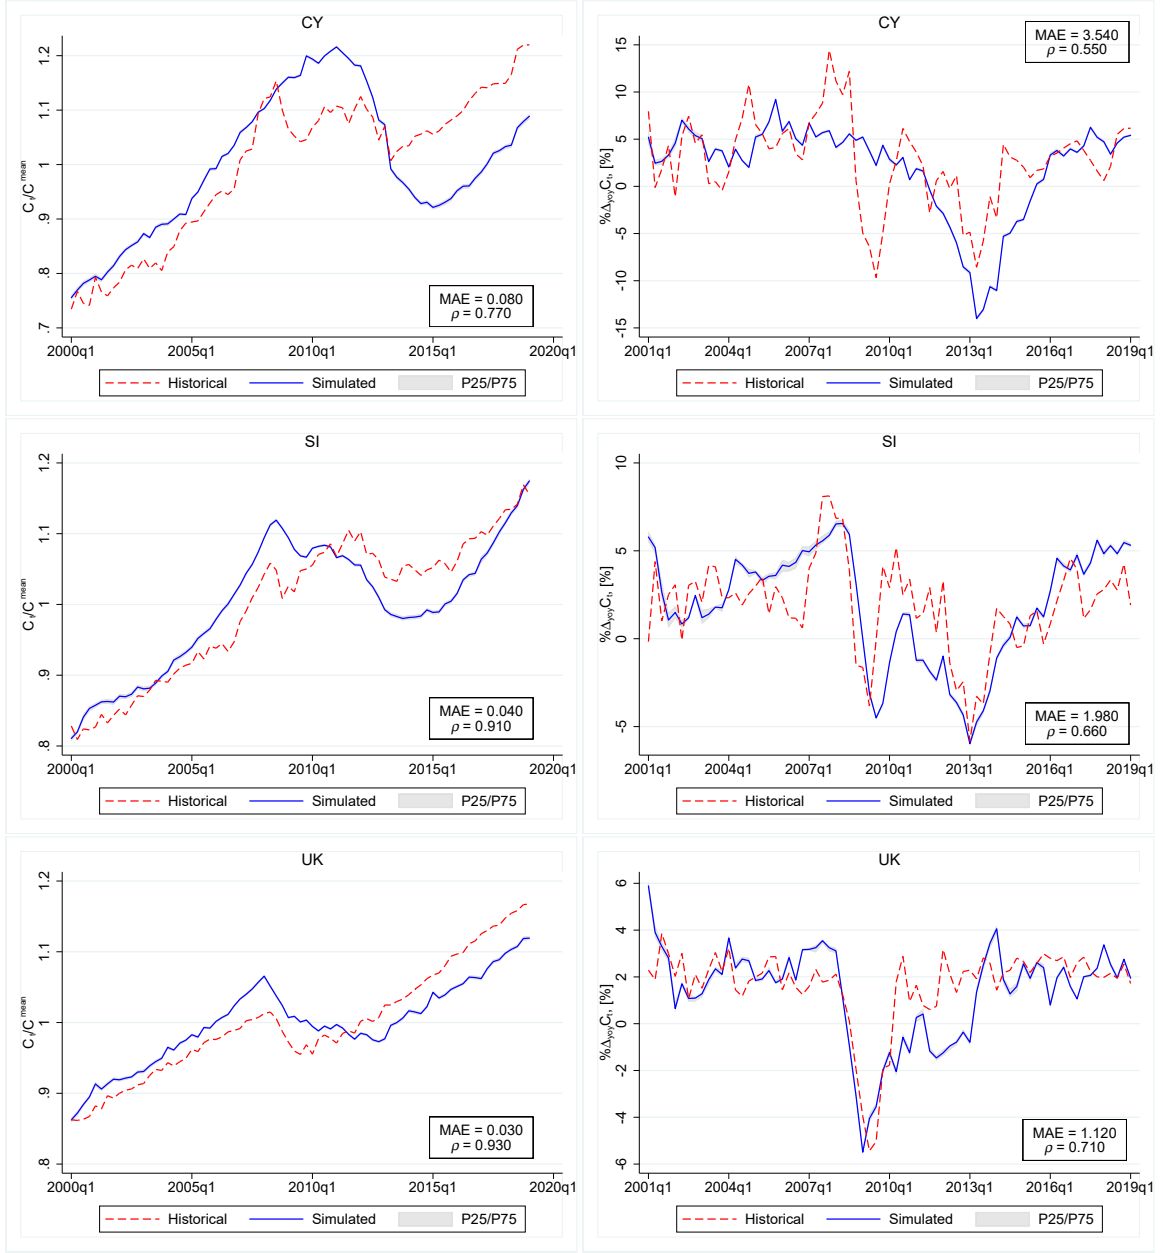 CY
C_t/C^mean
.7
.8
.9
1
1.1
1.2
2000q1 2005q1 2010q1 2015q1 2020q1
MAE = 0.080
ρ = 0.770
Historical Simulated P25/P75
CY
%Δ_yoy C_t, [%]
-15
-10
-5
0
5
10
15
2001q1 2004q1 2007q1 2010q1 2013q1 2016q1 2019q1
MAE = 3.540
ρ = 0.550
Historical Simulated P25/P75
SI
C_t/C^mean
.8
.9
1
1.1
1.2
2000q1 2005q1 2010q1 2015q1 2020q1
MAE = 0.040
ρ = 0.910
Historical Simulated P25/P75
SI
%Δ_yoy C_t, [%]
-5
0
5
10
2001q1 2004q1 2007q1 2010q1 2013q1 2016q1 2019q1
MAE = 1.980
ρ = 0.660
Historical Simulated P25/P75
UK
C_t/C^mean
.8
.9
1
1.1
1.2
2000q1 2005q1 2010q1 2015q1 2020q1
MAE = 0.030
ρ = 0.930
Historical Simulated P25/P75
UK
%Δ_yoy C_t, [%]
-6
-4
-2
0
2
4
6
2001q1 2004q1 2007q1 2010q1 2013q1 2016q1 2019q1
MAE = 1.120
ρ = 0.710
Historical Simulated P25/P75